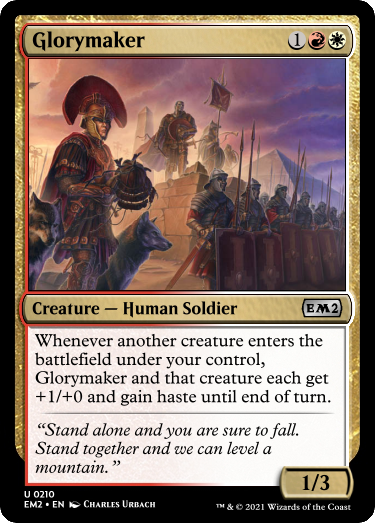 Glorymaker 1
Creature — Human Soldier EM2
Whenever another creature enters the
battlefield under your control,
Glorymaker and that creature each get
+1/+0 and gain haste until end of turn.
“Stand alone and you are sure to fall.
Stand together and we can level a
mountain.”
1/3
U 0210
EM2 • EN CHARLES URBACH ™ & © 2021 Wizards of the Coast